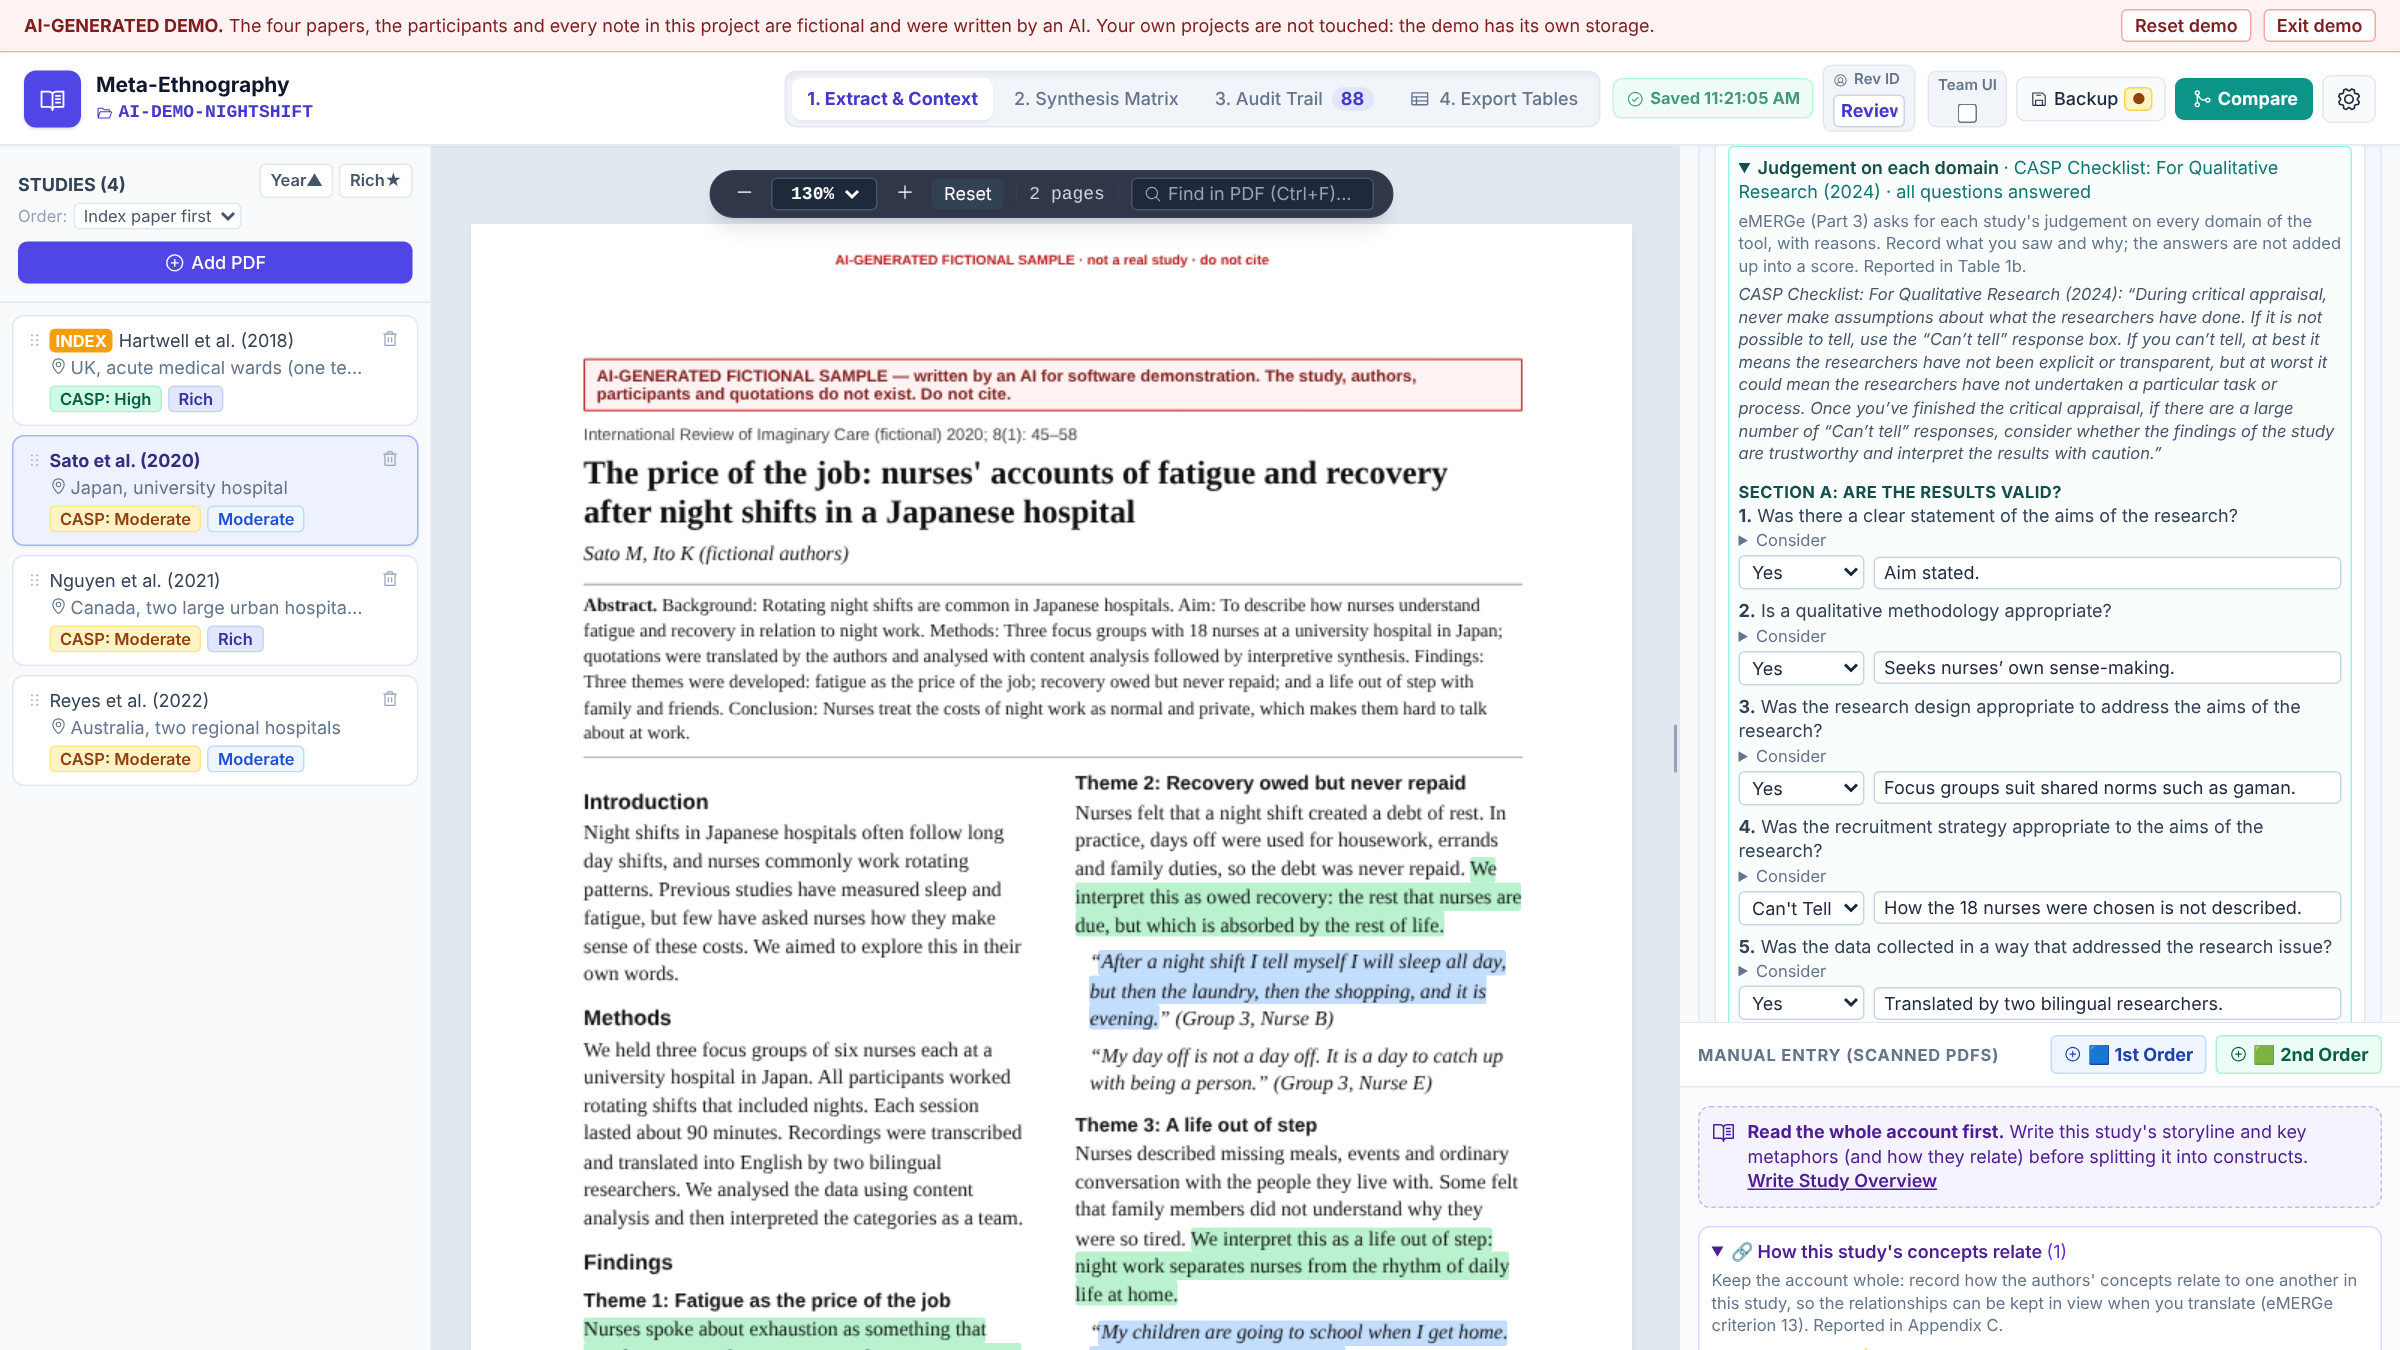 AI-GENERATED DEMO. The four papers, the participants and every note in this project are fictional and were written by an AI. Your own projects are not touched: the demo has its own storage.
Reset demo
Exit demo
Meta-Ethnography
AI-DEMO-NIGHTSHIFT
1. Extract & Context
2. Synthesis Matrix
3. Audit Trail 88
4. Export Tables
Saved 11:21:05 AM
Rev ID
Review
Team UI
Backup
Compare
STUDIES (4)
Year▲
Rich★
Order: Index paper first
Add PDF
INDEX Hartwell et al. (2018)
UK, acute medical wards (one te...
CASP: High
Rich
Sato et al. (2020)
Japan, university hospital
CASP: Moderate
Moderate
Nguyen et al. (2021)
Canada, two large urban hospita...
CASP: Moderate
Rich
Reyes et al. (2022)
Australia, two regional hospitals
CASP: Moderate
Moderate
130%
Reset
2 pages
Find in PDF (Ctrl+F)...
AI-GENERATED FICTIONAL SAMPLE · not a real study · do not cite
AI-GENERATED FICTIONAL SAMPLE — written by an AI for software demonstration. The study, authors,
participants and quotations do not exist. Do not cite.
International Review of Imaginary Care (fictional) 2020; 8(1): 45–58
The price of the job: nurses' accounts of fatigue and recovery
after night shifts in a Japanese hospital
Sato M, Ito K (fictional authors)
Abstract. Background: Rotating night shifts are common in Japanese hospitals. Aim: To describe how nurses understand
fatigue and recovery in relation to night work. Methods: Three focus groups with 18 nurses at a university hospital in Japan;
quotations were translated by the authors and analysed with content analysis followed by interpretive synthesis. Findings:
Three themes were developed: fatigue as the price of the job; recovery owed but never repaid; and a life out of step with
family and friends. Conclusion: Nurses treat the costs of night work as normal and private, which makes them hard to talk
about at work.
Introduction
Night shifts in Japanese hospitals often follow long
day shifts, and nurses commonly work rotating
patterns. Previous studies have measured sleep and
fatigue, but few have asked nurses how they make
sense of these costs. We aimed to explore this in their
own words.
Methods
We held three focus groups of six nurses each at a
university hospital in Japan. All participants worked
rotating shifts that included nights. Each session
lasted about 90 minutes. Recordings were transcribed
and translated into English by two bilingual
researchers. We analysed the data using content
analysis and then interpreted the categories as a team.
Findings
Theme 1: Fatigue as the price of the job
Nurses spoke about exhaustion as something that
Theme 2: Recovery owed but never repaid
Nurses felt that a night shift created a debt of rest. In
practice, days off were used for housework, errands
and family duties, so the debt was never repaid. We
interpret this as owed recovery: the rest that nurses are
due, but which is absorbed by the rest of life.
“After a night shift I tell myself I will sleep all day,
but then the laundry, then the shopping, and it is
evening.” (Group 3, Nurse B)
“My day off is not a day off. It is a day to catch up
with being a person.” (Group 3, Nurse E)
Theme 3: A life out of step
Nurses described missing meals, events and ordinary
conversation with the people they live with. Some felt
that family members did not understand why they
were so tired. We interpret this as a life out of step:
night work separates nurses from the rhythm of daily
life at home.
“My children are going to school when I get home.
▼ Judgement on each domain · CASP Checklist: For Qualitative
Research (2024) · all questions answered
eMERGe (Part 3) asks for each study's judgement on every domain of the
tool, with reasons. Record what you saw and why; the answers are not added
up into a score. Reported in Table 1b.
CASP Checklist: For Qualitative Research (2024): “During critical appraisal,
never make assumptions about what the researchers have done. If it is not
possible to tell, use the “Can’t tell” response box. If you can’t tell, at best it
means the researchers have not been explicit or transparent, but at worst it
could mean the researchers have not undertaken a particular task or
process. Once you’ve finished the critical appraisal, if there are a large
number of “Can’t tell” responses, consider whether the findings of the study
are trustworthy and interpret the results with caution.”
SECTION A: ARE THE RESULTS VALID?
1. Was there a clear statement of the aims of the research?
▶ Consider
Yes
Aim stated.
2. Is a qualitative methodology appropriate?
▶ Consider
Yes
Seeks nurses’ own sense-making.
3. Was the research design appropriate to address the aims of the
research?
▶ Consider
Yes
Focus groups suit shared norms such as gaman.
4. Was the recruitment strategy appropriate to the aims of the
research?
▶ Consider
Can't Tell
How the 18 nurses were chosen is not described.
5. Was the data collected in a way that addressed the research issue?
▶ Consider
Yes
Translated by two bilingual researchers.
MANUAL ENTRY (SCANNED PDFS)
1st Order
2nd Order
Read the whole account first. Write this study's storyline and key
metaphors (and how they relate) before splitting it into constructs.
Write Study Overview
▼ How this study's concepts relate (1)
Keep the account whole: record how the authors' concepts relate to one another in
this study, so the relationships can be kept in view when you translate (eMERGe
criterion 13). Reported in Appendix C.